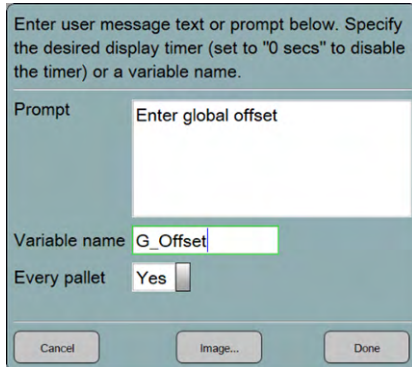 Enter user message text or prompt below. Specify
the desired display timer (set to "0 secs" to disable
the timer) or a variable name.
Prompt
Enter global offset
Variable name G_Offset
Every pallet Yes
Cancel Image... Done